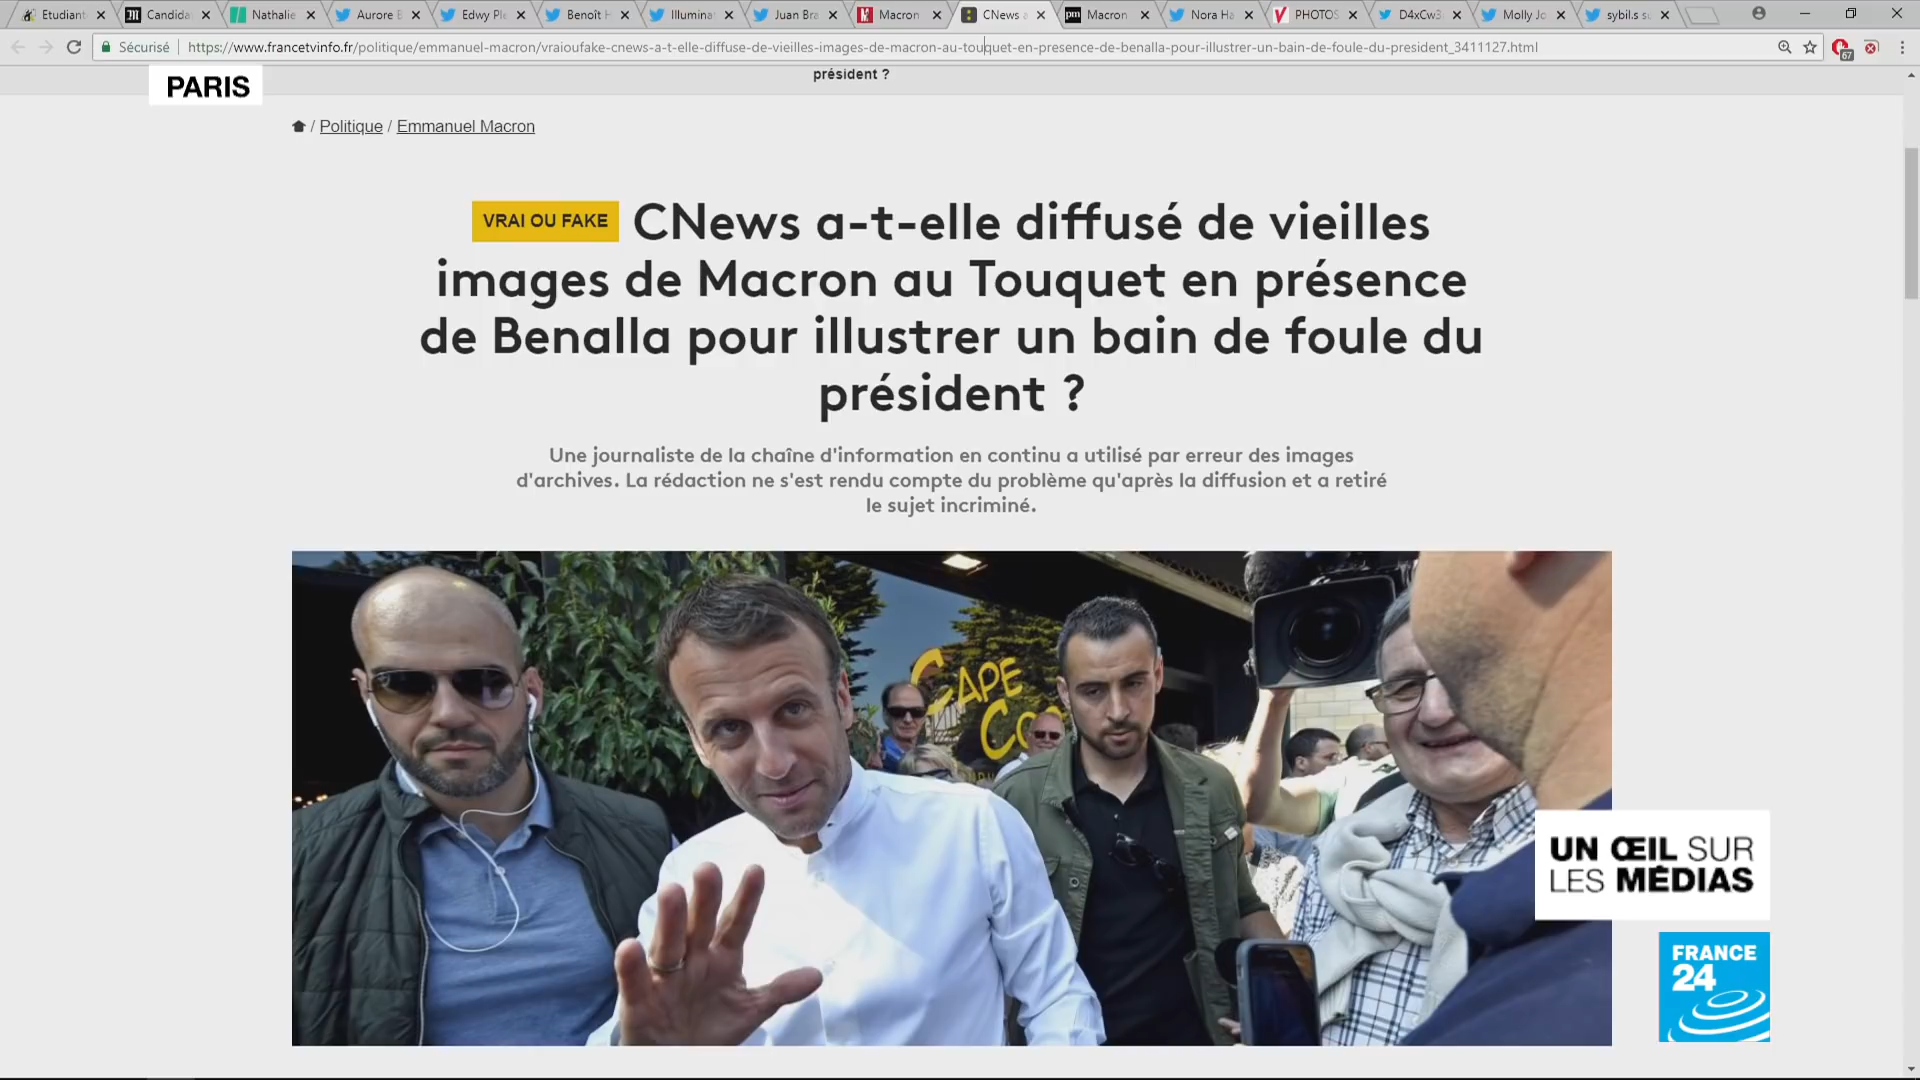 Etudiant
Candida
Nathalie
Aurore B
Edwy Ple
Benoît H
Illumina
Juan Bra
Macron
CNews a
pm
Macron
Nora Ha
PHOTOS
D4xCw3
Molly Jo
sybil.s su
Sécurisé
https://www.francetvinfo.fr/politique/emmanuel-macron/vraioufake-cnews-a-t-elle-diffuse-de-vieilles-images-de-macron-au-touquet-en-presence-de-benalla-pour-illustrer-un-bain-de-foule-du-president_3411127.html
67
président ?
PARIS
/ Politique / Emmanuel Macron
VRAI OU FAKE CNews a-t-elle diffusé de vieilles
images de Macron au Touquet en présence
de Benalla pour illustrer un bain de foule du
président ?
Une journaliste de la chaîne d'information en continu a utilisé par erreur des images
d'archives. La rédaction ne s'est rendu compte du problème qu'après la diffusion et a retiré
le sujet incriminé.
CAPE
UN ŒIL SUR
LES MÉDIAS
FRANCE
24